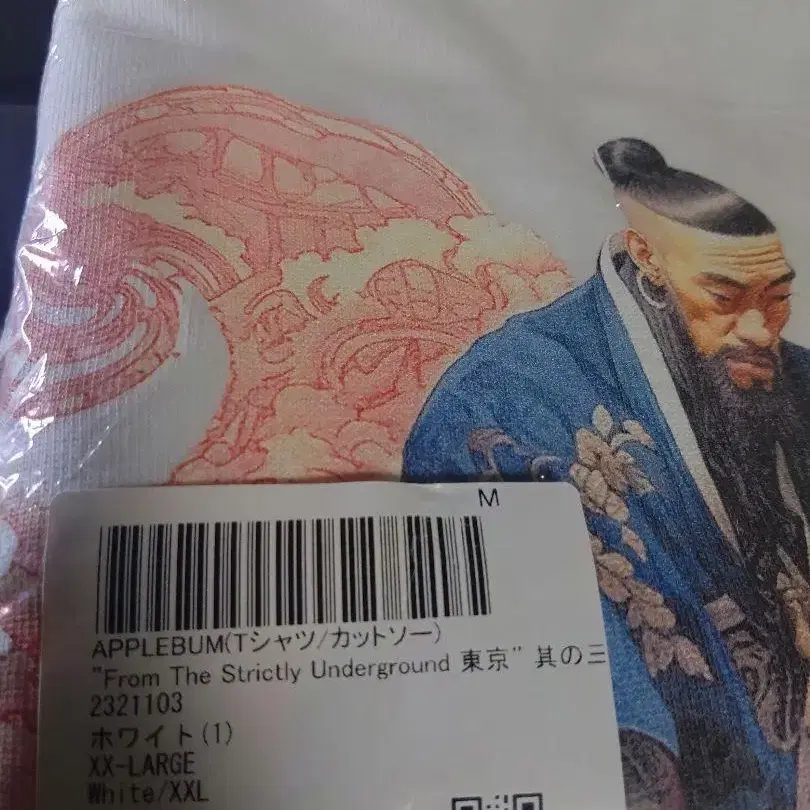 M
APPLEBUM(Tシャツ/カットソー)
"From The Strictly Underground 東京" 其の三
2321103
ホワイト(1)
XX-LARGE
White/XXL